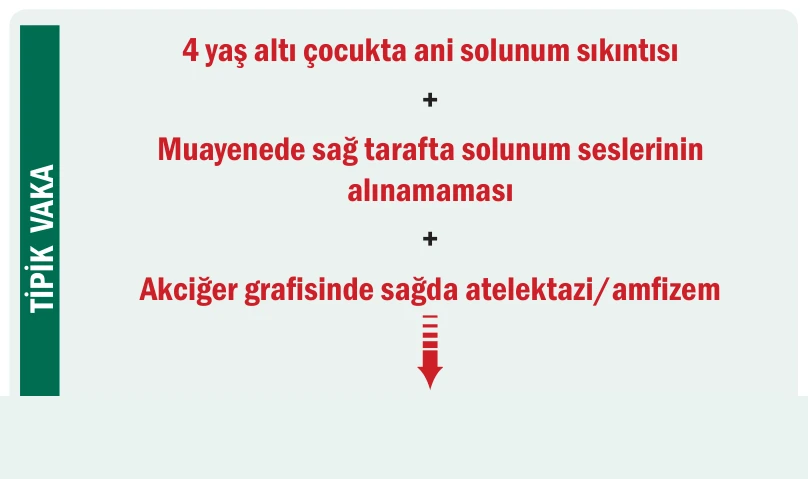 TİPİK VAKA
4 yaş altı çocukta ani solunum sıkıntısı
+
Muayenede sağ tarafta solunum seslerinin
alınamaması
+
Akciğer grafisinde sağda atelektazi/amfizem